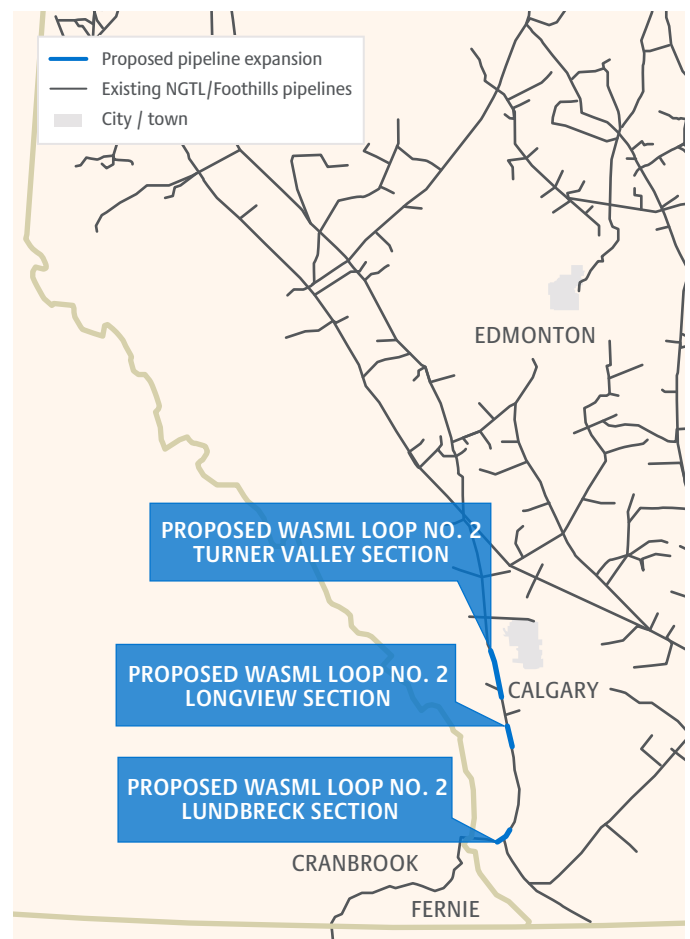 Proposed pipeline expansion
Existing NGTL/Foothills pipelines
City / town
EDMONTON
PROPOSED WASML LOOP NO. 2
TURNER VALLEY SECTION
PROPOSED WASML LOOP NO. 2
LONGVIEW SECTION
CALGARY
PROPOSED WASML LOOP NO. 2
LUNDBRECK SECTION
CRANBROOK
FERNIE